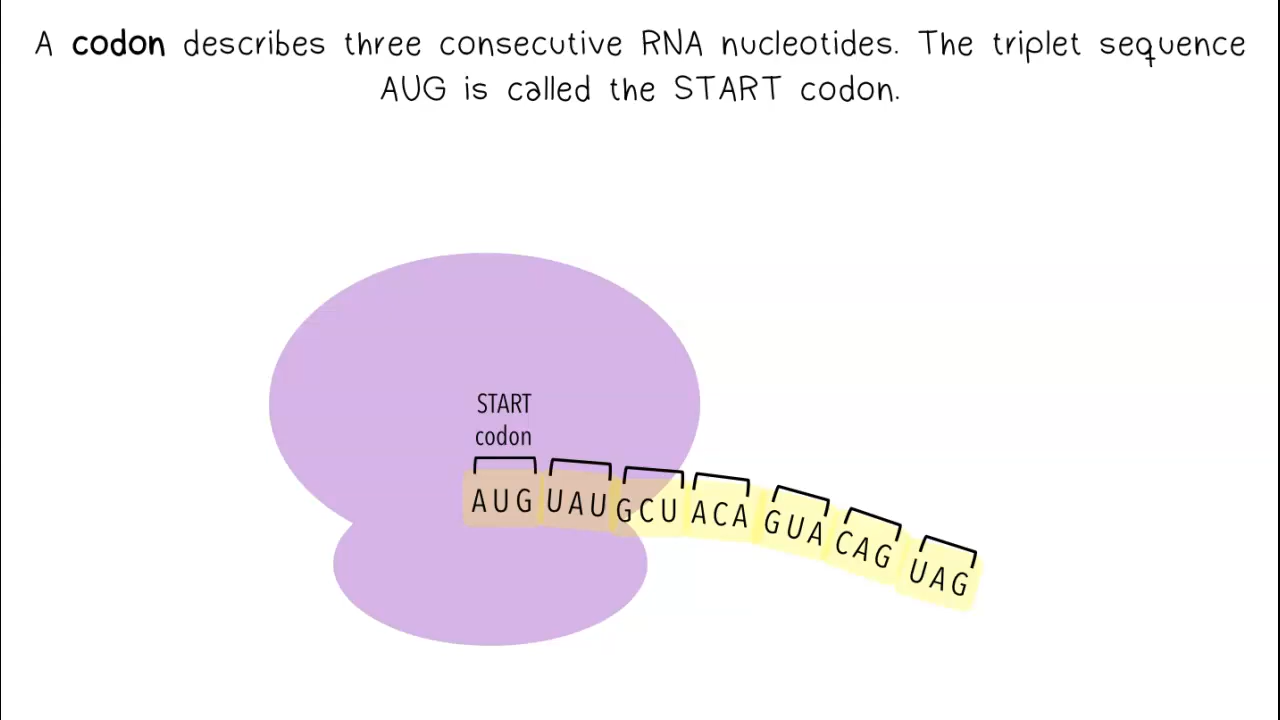 A codon describes three consecutive RNA nucleotides. The triplet sequence
AUG is called the START codon.
START
codon
AUG UAU GCU ACA GUA CAG UAG